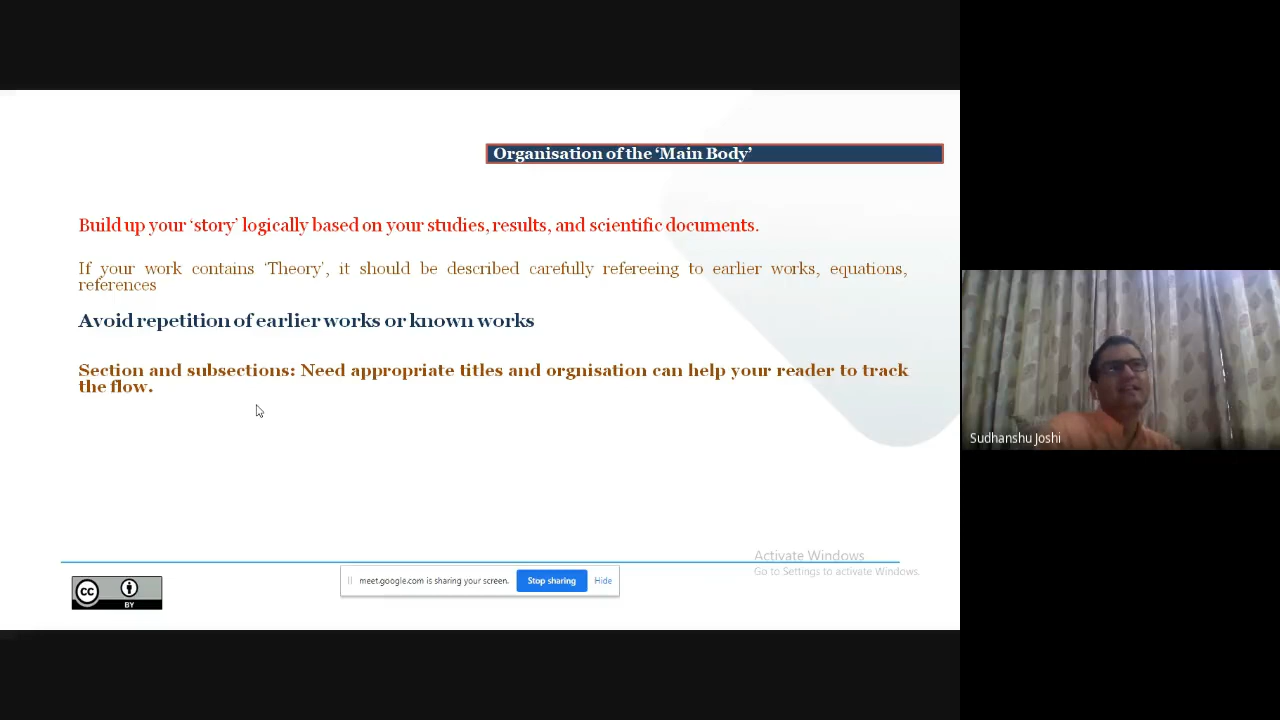 Organisation of the ‘Main Body’
Build up your ‘story’ logically based on your studies, results, and scientific documents.
If your work contains ‘Theory’, it should be described carefully refereeing to earlier works, equations,
references
Avoid repetition of earlier works or known works
Section and subsections: Need appropriate titles and orgnisation can help your reader to track
the flow.
Sudhanshu Joshi
Activate Windows
Go to Settings to activate Windows.
meet.google.com is sharing your screen. Stop sharing Hide
cc
BY